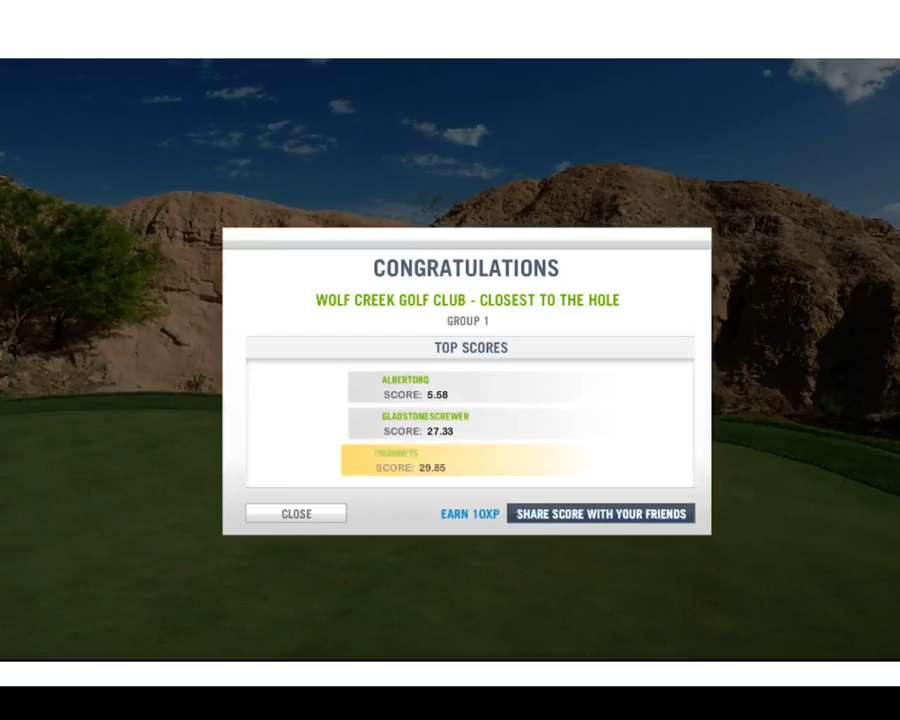 CONGRATULATIONS
WOLF CREEK GOLF CLUB - CLOSEST TO THE HOLE
GROUP 1
TOP SCORES
ALBERTOBQ
SCORE: 5.58
GLADSTONESCREWER
SCORE: 27.33
SCORE: 29.85
CLOSE
EARN 10XP
SHARE SCORE WITH YOUR FRIENDS